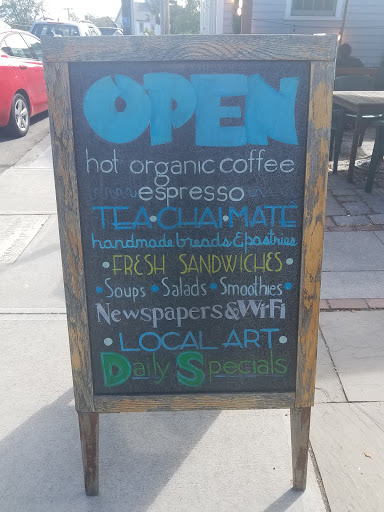 OPEN
hot organic coffee
espresso
TEA•CHAI•MATE
handmade breads & pastries
•FRESH SANDWICHES•
Soups • Salads • Smoothies
Newspapers & WiFi
•LOCAL ART•
Daily Specials